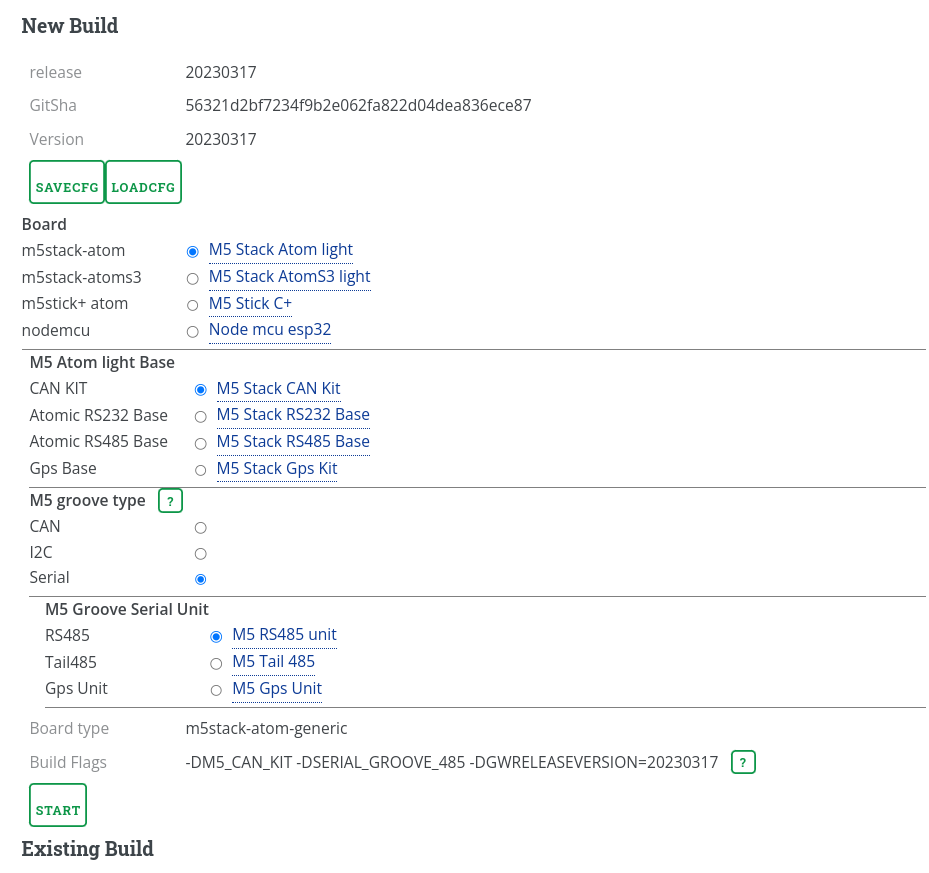 New Build
release 20230317
GitSha 56321d2bf7234f9b2e062fa822d04dea836ece87
Version 20230317
SAVECFG LOADCFG
Board
m5stack-atom M5 Stack Atom light
m5stack-atoms3 M5 Stack AtomS3 light
m5stick+ atom M5 Stick C+
nodemcu Node mcu esp32
M5 Atom light Base
CAN KIT M5 Stack CAN Kit
Atomic RS232 Base M5 Stack RS232 Base
Atomic RS485 Base M5 Stack RS485 Base
Gps Base M5 Stack Gps Kit
M5 groove type ?
CAN
I2C
Serial
M5 Groove Serial Unit
RS485 M5 RS485 unit
Tail485 M5 Tail 485
Gps Unit M5 Gps Unit
Board type m5stack-atom-generic
Build Flags -DM5_CAN_KIT -DSERIAL_GROOVE_485 -DGWRELEASEVERSION=20230317 ?
START
Existing Build